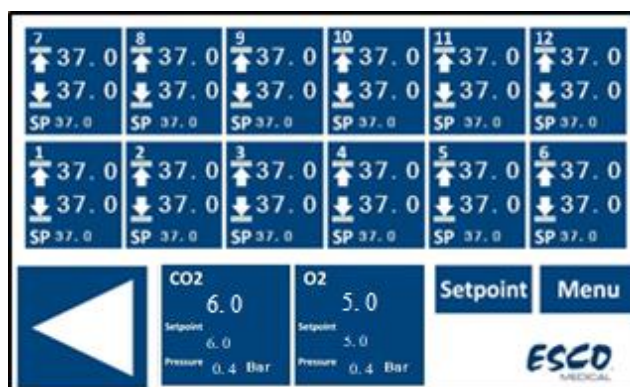 7 8 9 10 11 12
37.0 37.0 37.0 37.0 37.0 37.0
37.0 37.0 37.0 37.0 37.0 37.0
SP 37.0 SP 37.0 SP 37.0 SP 37.0 SP 37.0 SP 37.0
1 2 3 4 5 6
37.0 37.0 37.0 37.0 37.0 37.0
37.0 37.0 37.0 37.0 37.0 37.0
SP 37.0 SP 37.0 SP 37.0 SP 37.0 SP 37.0 SP 37.0
CO2
6.0
Setpoint
6.0
Pressure 0.4 Bar
O2
5.0
Setpoint
5.0
Pressure 0.4 Bar
Setpoint
Menu
ESCO
MEDICAL